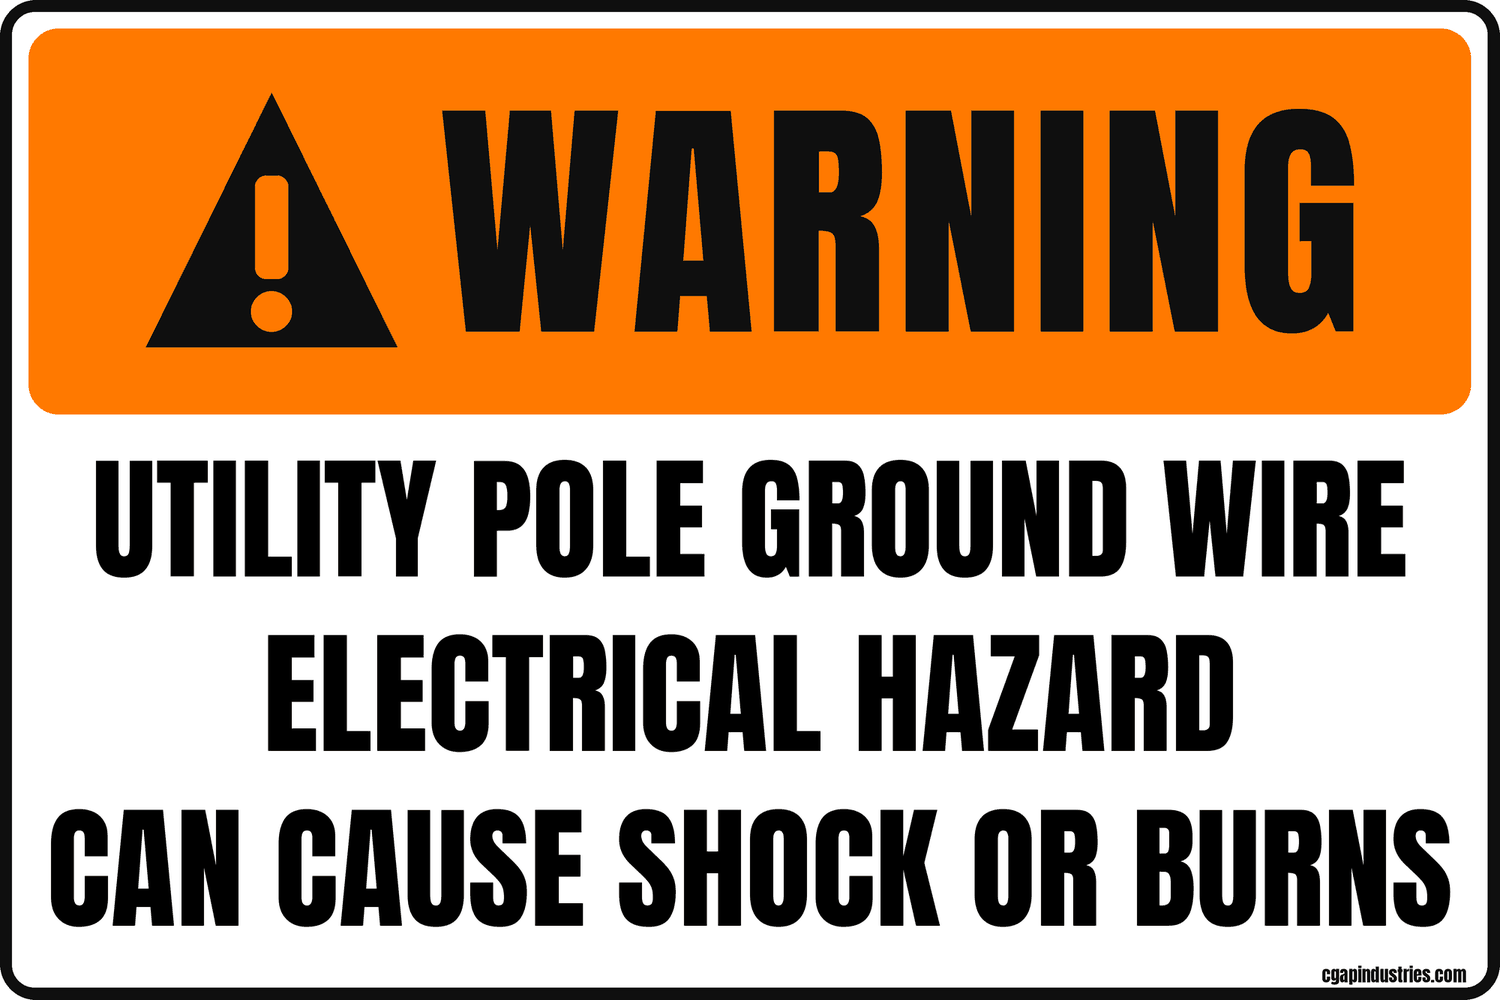 WARNING
UTILITY POLE GROUND WIRE
ELECTRICAL HAZARD
CAN CAUSE SHOCK OR BURNS
cgapindustries.com